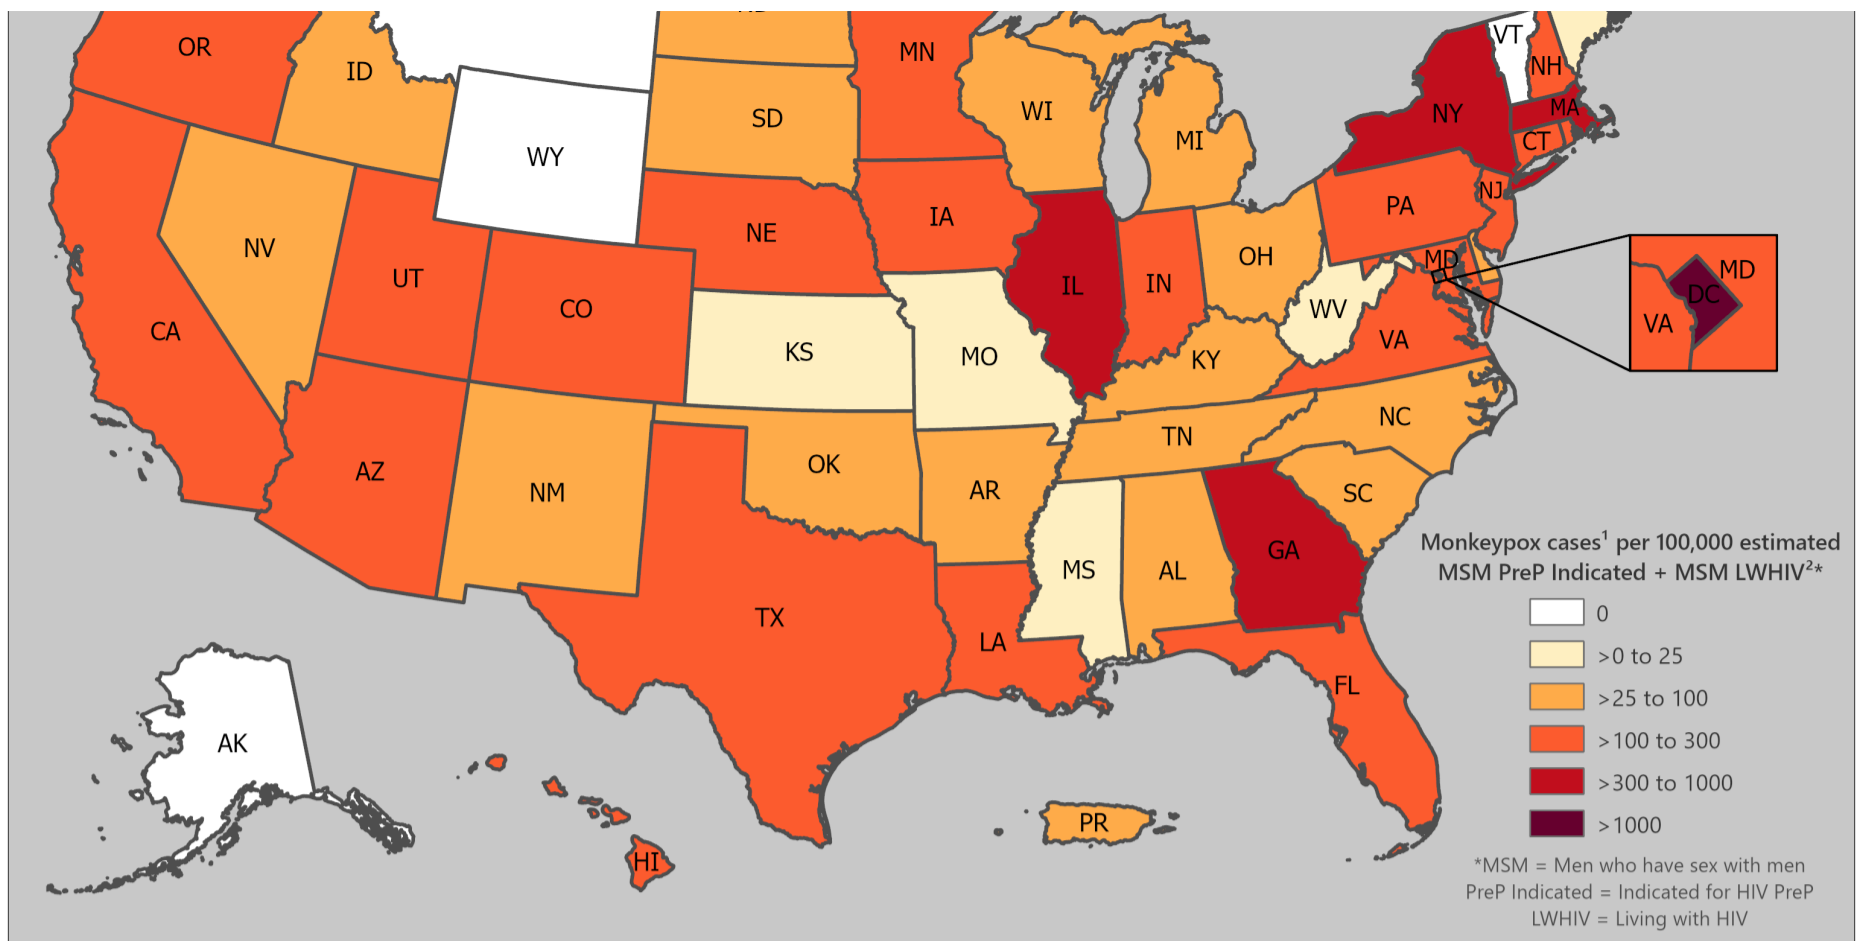 OR
ID
MN
VT
NH
WI
MI
NY
MA
SD
WY
CT
NV
NE
IA
PA
NJ
UT
CO
IL
IN
OH
MD
WV
MD
DC
VA
CA
KS
MO
KY
VA
AZ
NM
OK
AR
TN
NC
SC
MS
AL
GA
TX
LA
FL
AK
HI
PR
Monkeypox cases¹ per 100,000 estimated
MSM PreP Indicated + MSM LWHIV²*
0
>0 to 25
>25 to 100
>100 to 300
>300 to 1000
>1000
*MSM = Men who have sex with men
PreP Indicated = Indicated for HIV PreP
LWHIV = Living with HIV